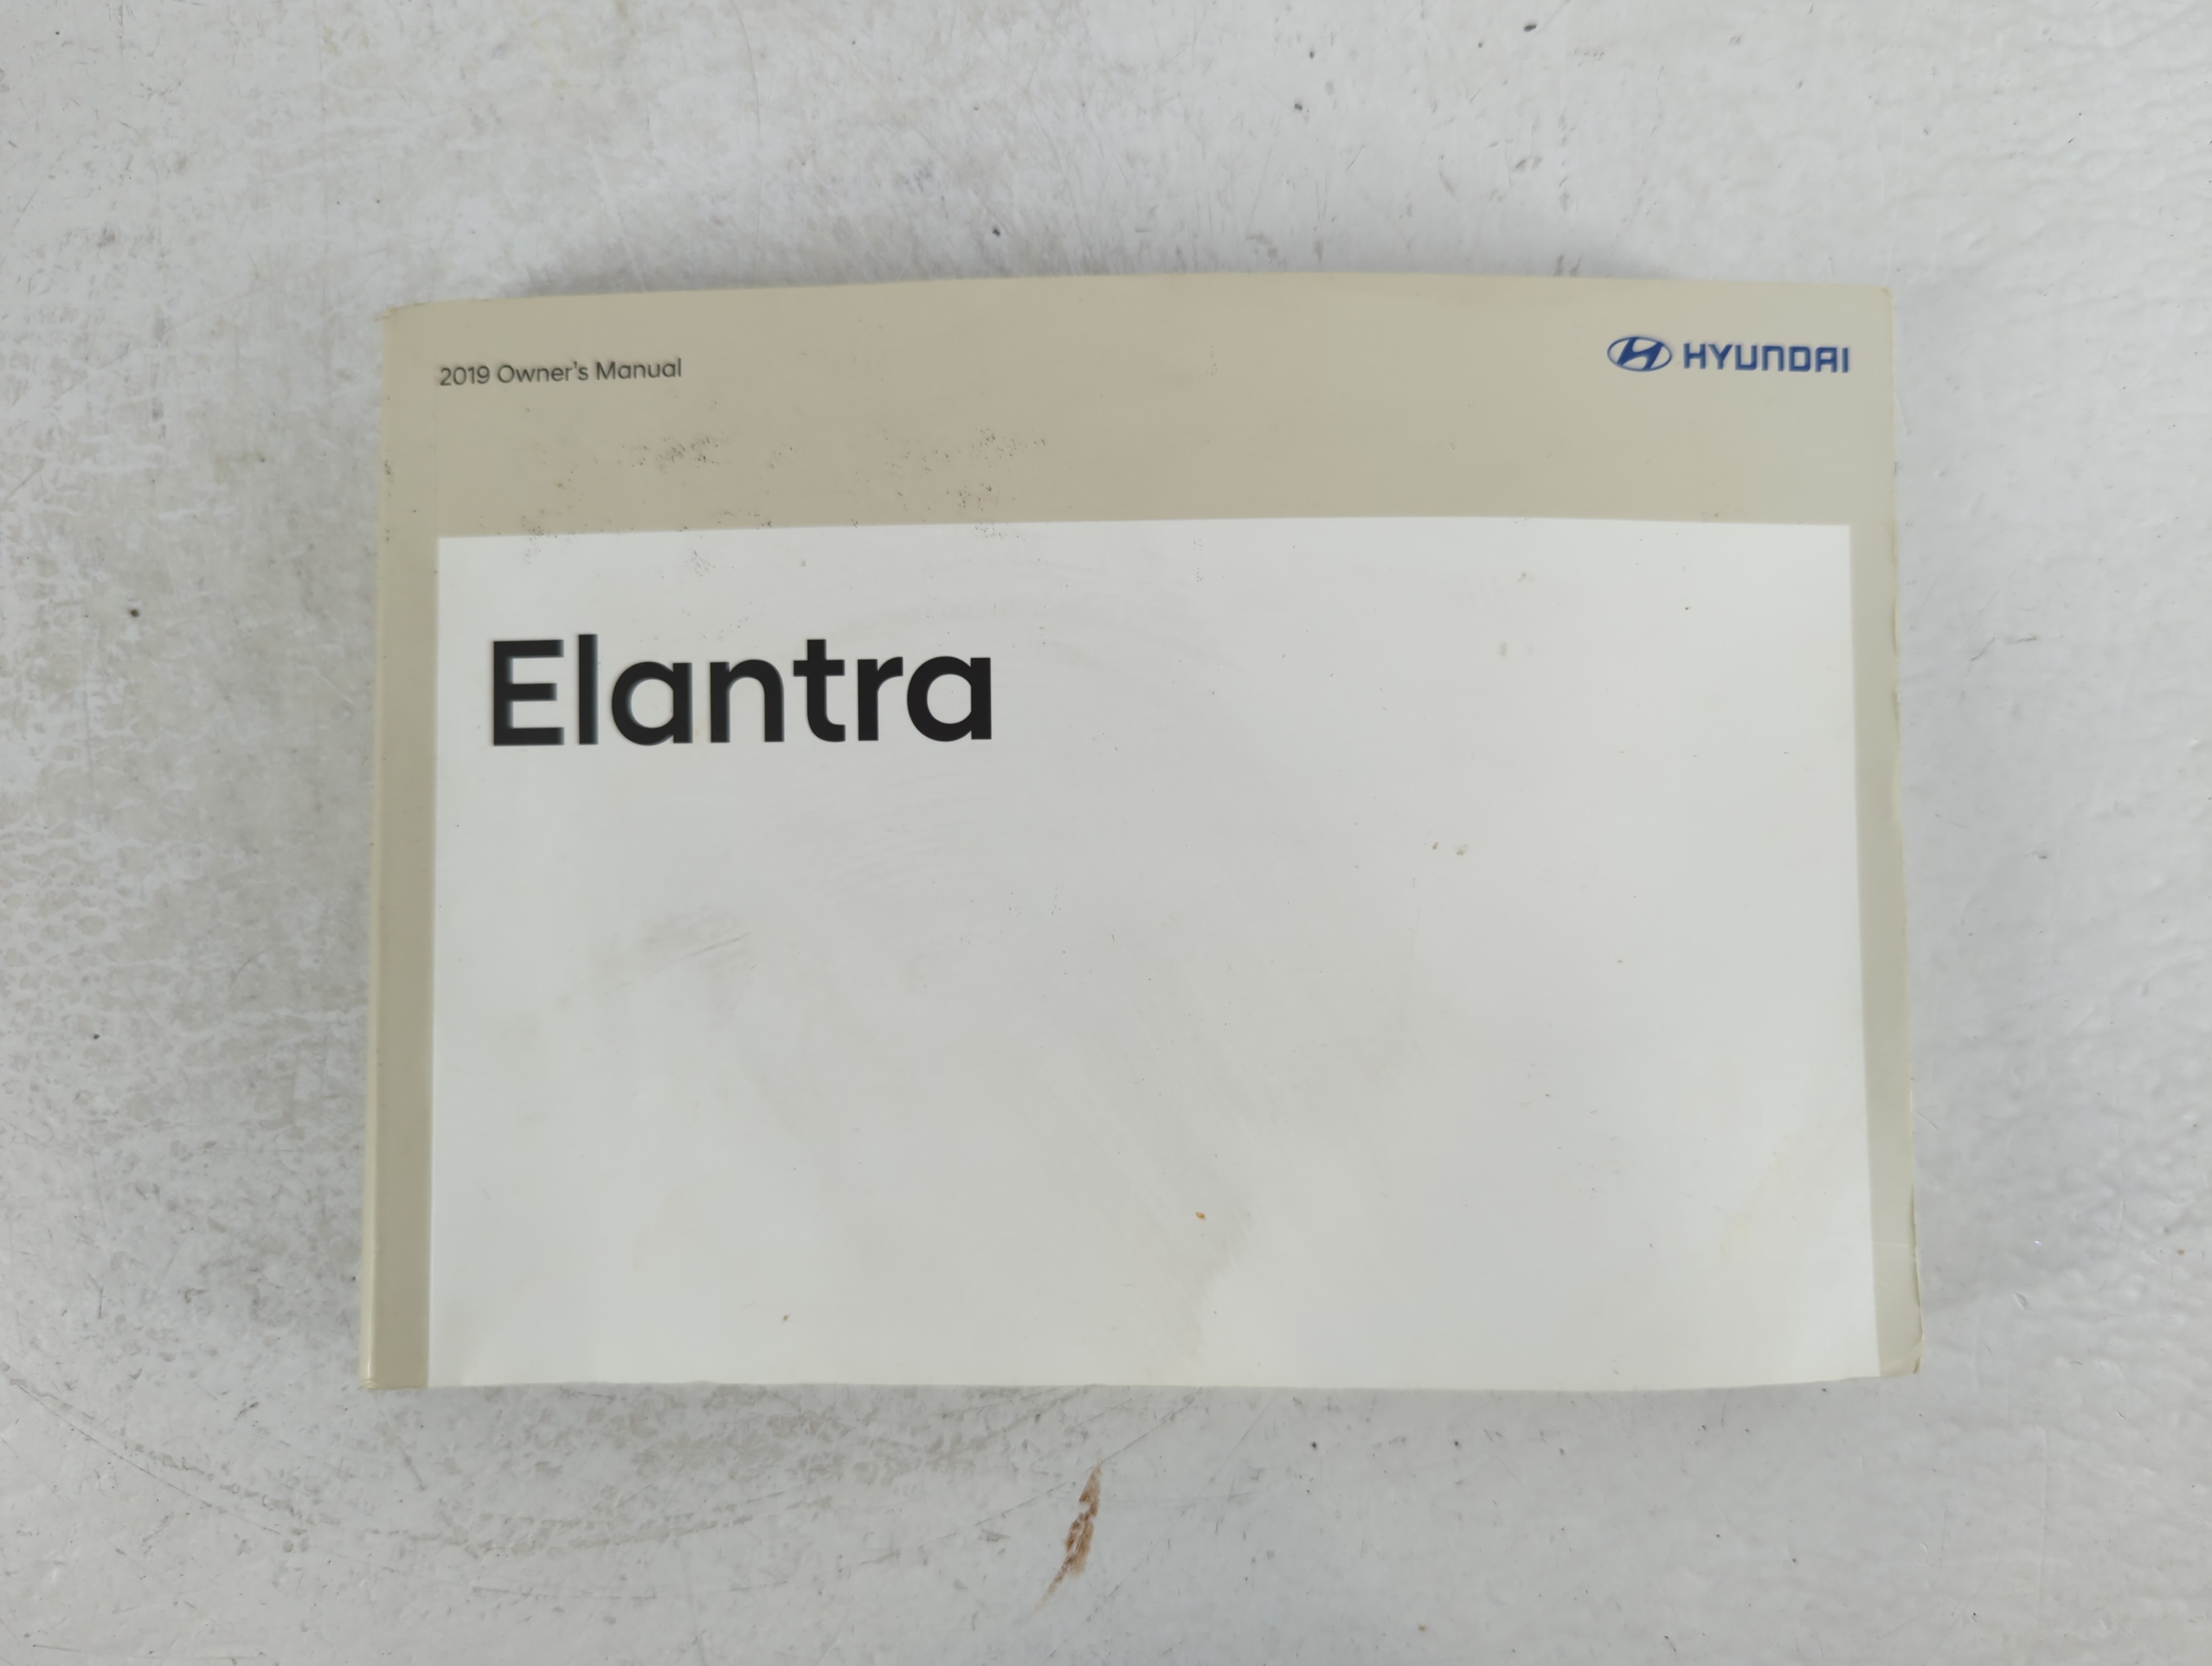 2019 Owner's Manual
HYUNDAI
Elantra